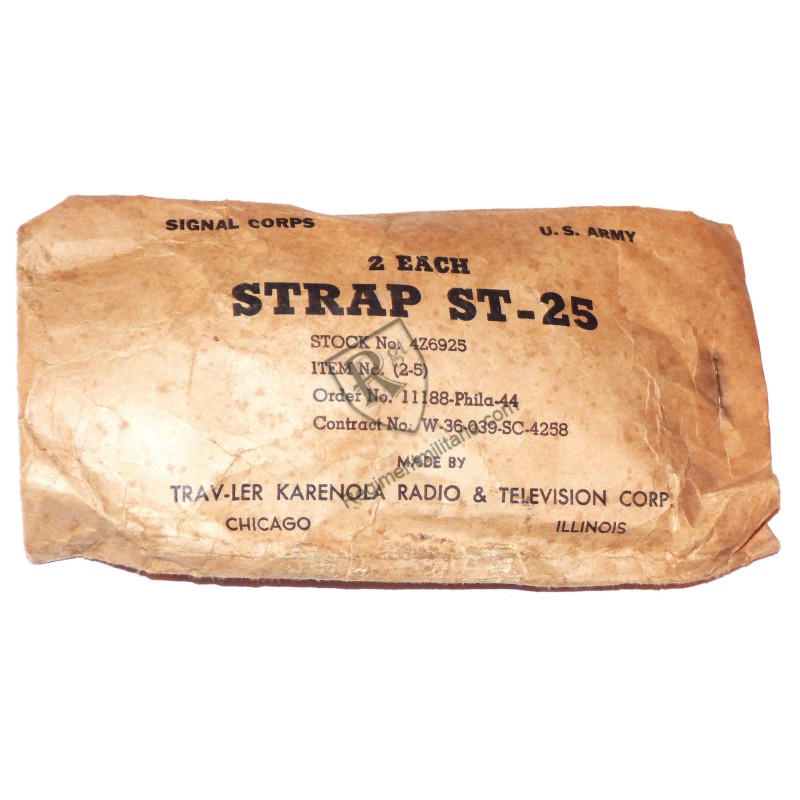 SIGNAL CORPS
U. S. ARMY
2 EACH
STRAP ST-25
STOCK No. 4Z6925
ITEM No. (2-5)
Order No. 11188-Phila-44
Contract No. W-36-039-SC-4258
MADE BY
TRAV-LER KARENOLA RADIO & TELEVISION CORP.
CHICAGO
ILLINOIS